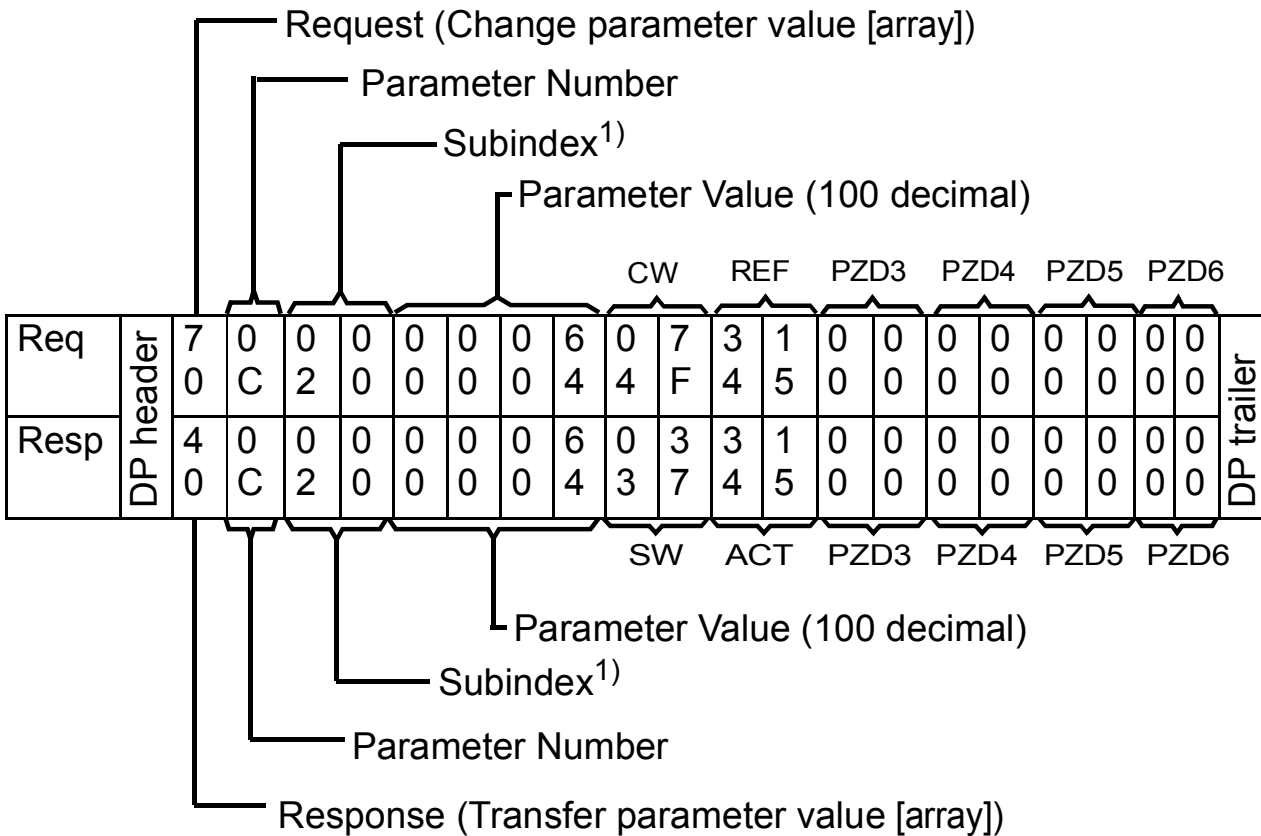 Request (Change parameter value [array])
Parameter Number
Subindex1)
Parameter Value (100 decimal)
CW REF PZD3 PZD4 PZD5 PZD6
Req DP header 7 0 0 0 0 0 0 6 0 7 3 1 0 0 0 0 0 0 0 0 DP trailer
0 C 2 0 0 0 0 4 4 F 4 5 0 0 0 0 0 0 0 0
Resp 4 0 0 0 0 0 0 6 0 3 3 1 0 0 0 0 0 0 0 0
0 C 2 0 0 0 0 4 3 7 4 5 0 0 0 0 0 0 0 0
SW ACT PZD3 PZD4 PZD5 PZD6
Parameter Value (100 decimal)
Subindex1)
Parameter Number
Response (Transfer parameter value [array])